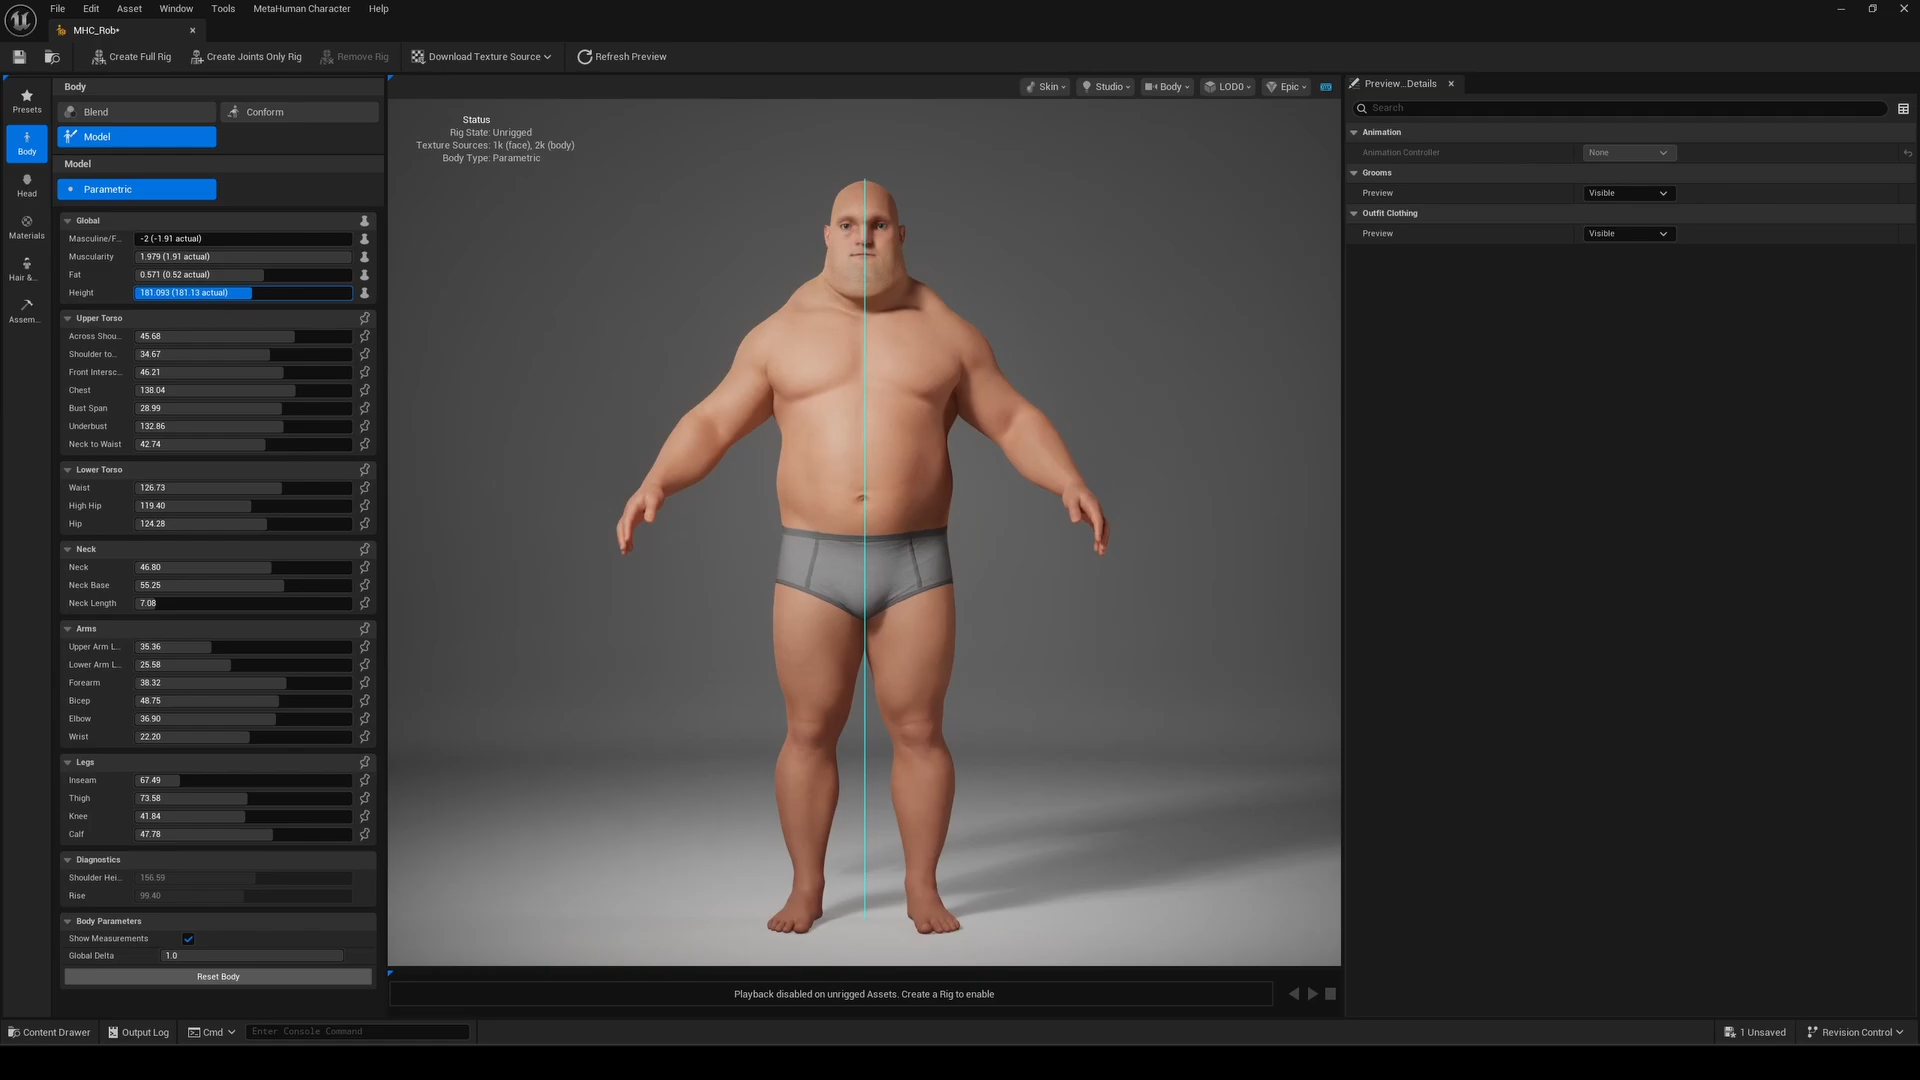 File Edit Asset Window Tools MetaHuman Character Help
MHC_Rob*
Create Full Rig Create Joints Only Rig Remove Rig Download Texture Source Refresh Preview
Presets
Body
Head
Materials
Hair &...
Assem...
Body
Blend Conform
Model
Model
Parametric
Global
Masculine/F... -2 (-1.91 actual)
Muscularity 1.979 (1.91 actual)
Fat 0.571 (0.52 actual)
Height 181.093 (181.13 actual)
Upper Torso
Across Shou... 45.68
Shoulder to... 34.67
Front Intersc... 46.21
Chest 138.04
Bust Span 28.99
Underbust 132.86
Neck to Waist 42.74
Lower Torso
Waist 126.73
High Hip 119.40
Hip 124.28
Neck
Neck 46.80
Neck Base 55.25
Neck Length 7.08
Arms
Upper Arm L... 35.36
Lower Arm L... 25.58
Forearm 38.32
Bicep 48.75
Elbow 36.90
Wrist 22.20
Legs
Inseam 67.49
Thigh 73.58
Knee 41.84
Calf 47.78
Diagnostics
Shoulder Hei... 156.59
Rise 99.40
Body Parameters
Show Measurements
Global Delta 1.0
Reset Body
Skin Studio Body LOD0 Epic
Status
Rig State: Unrigged
Texture Sources: 1k (face), 2k (body)
Body Type: Parametric
Playback disabled on unrigged Assets. Create a Rig to enable
Preview...Details
Search
Animation
Animation Controller None
Grooms
Preview Visible
Outfit Clothing
Preview Visible
Content Drawer Output Log Cmd Enter Console Command 1 Unsaved Revision Control